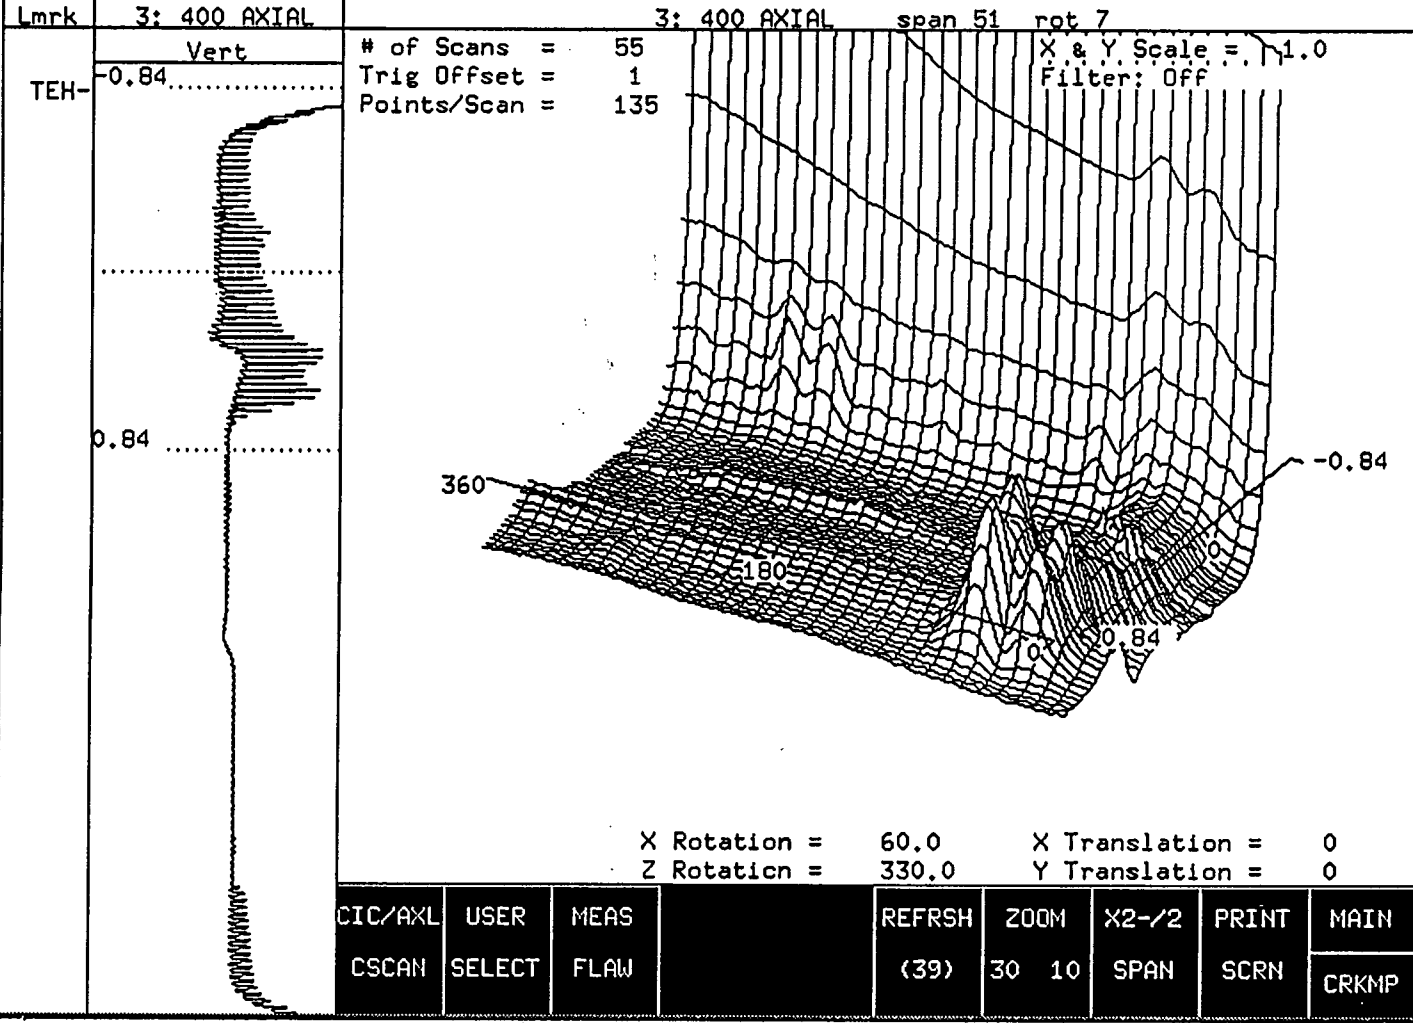 Lmrk 3: 400 AXIAL 3: 400 AXIAL span 51 rot 7
Vert
TEH-
-0.84
0.84
# of Scans = 55
Trig Offset = 1
Points/Scan = 135
X & Y Scale = 1.0
Filter: Off
-0.84
360
180
0
0
0.84
X Rotation = 60.0 X Translation = 0
Z Rotation = 330.0 Y Translation = 0
CIC/AXL USER MEAS REFRSH ZOOM X2-/2 PRINT MAIN
CSCAN SELECT FLAW (39) 30 10 SPAN SCRN CRKMP